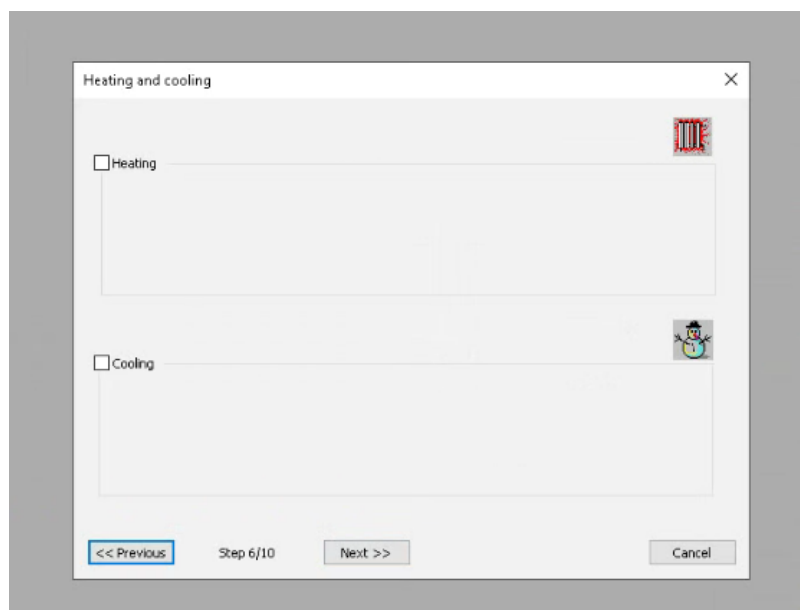 Heating and cooling
Heating
Cooling
<< Previous Step 6/10 Next >> Cancel